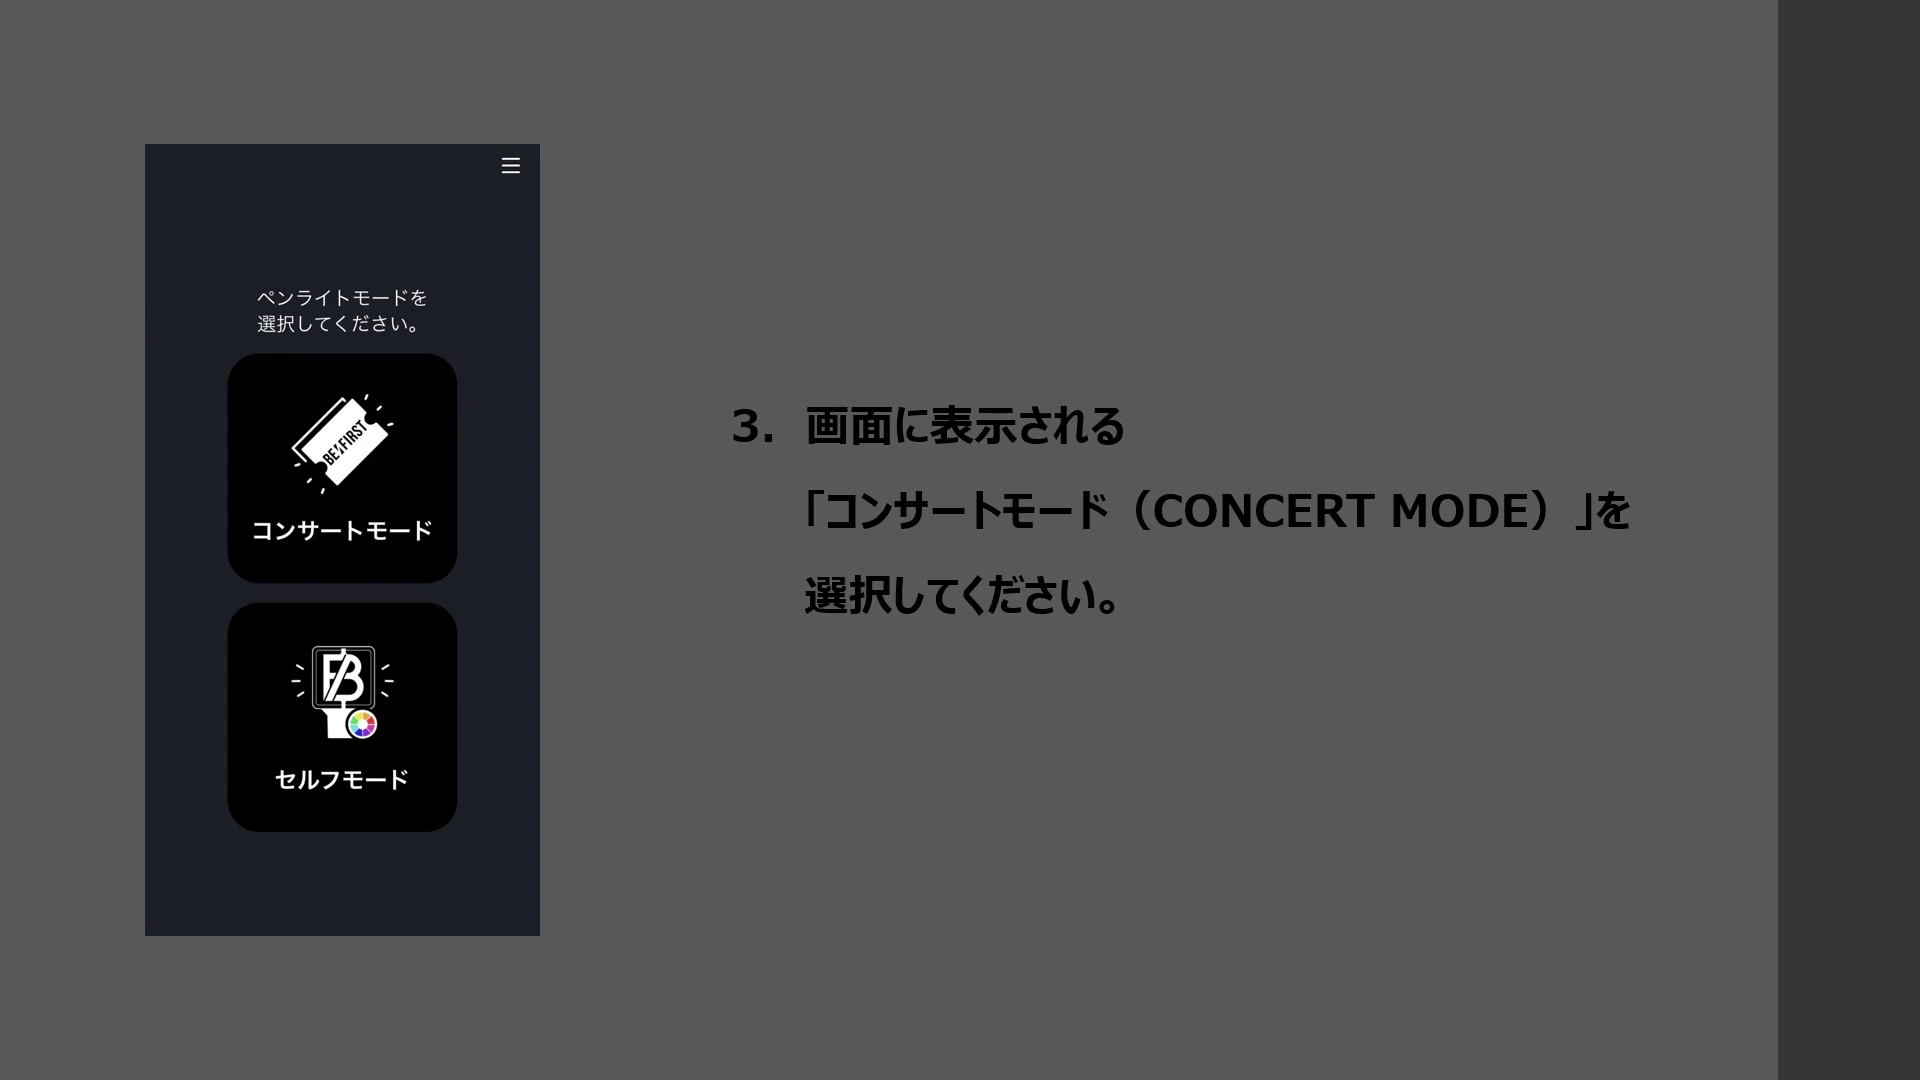 ペンライトモードを
選択してください。
BE:FIRST
コンサートモード
セルフモード
3. 画面に表示される
「コンサートモード（CONCERT MODE）」を
選択してください。